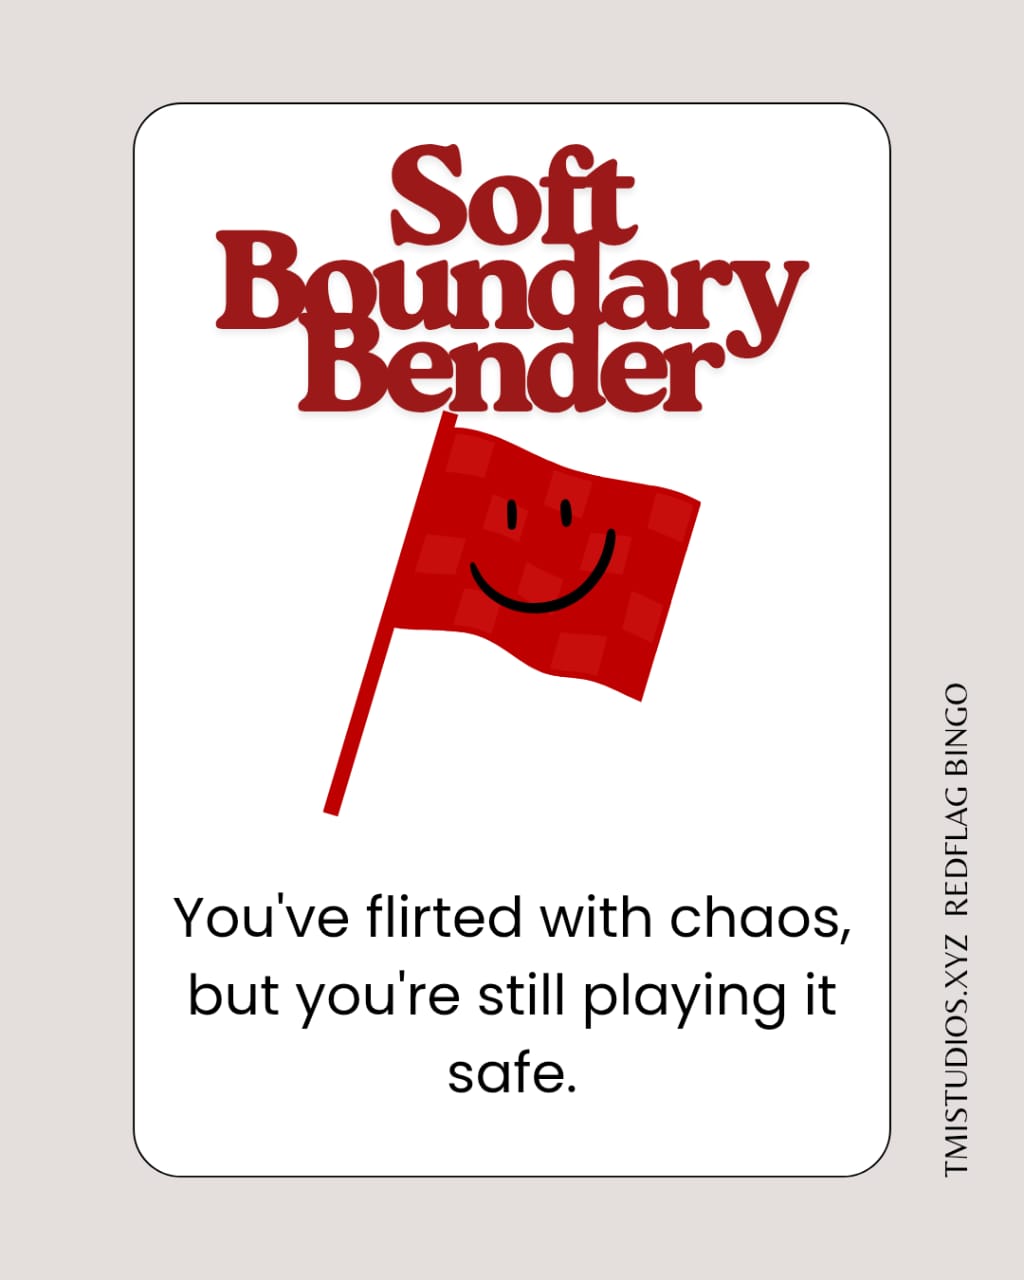 Soft
Boundary
Bender
You've flirted with chaos,
but you're still playing it
safe.
TMISTUDIOS.XYZ REDFLAG BINGO